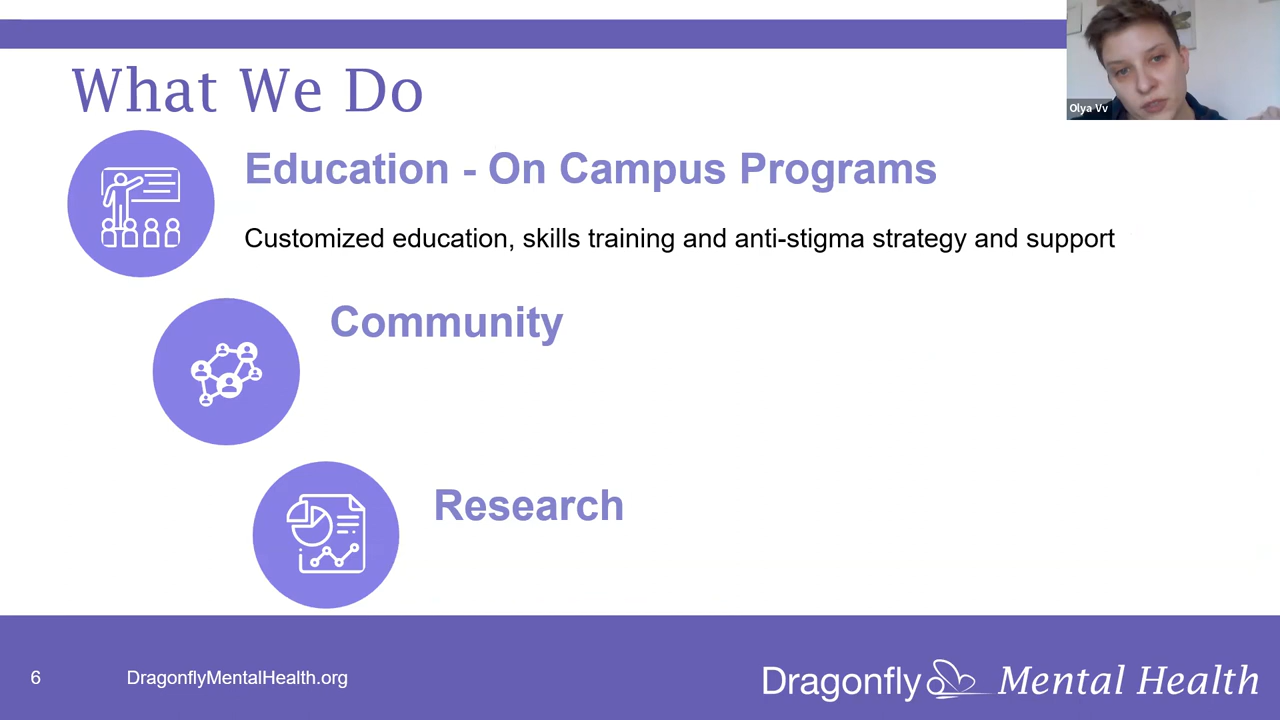 What We Do
Olya Vv
Education - On Campus Programs
Customized education, skills training and anti-stigma strategy and support
Community
Research
6
DragonflyMentalHealth.org
Dragonfly Mental Health